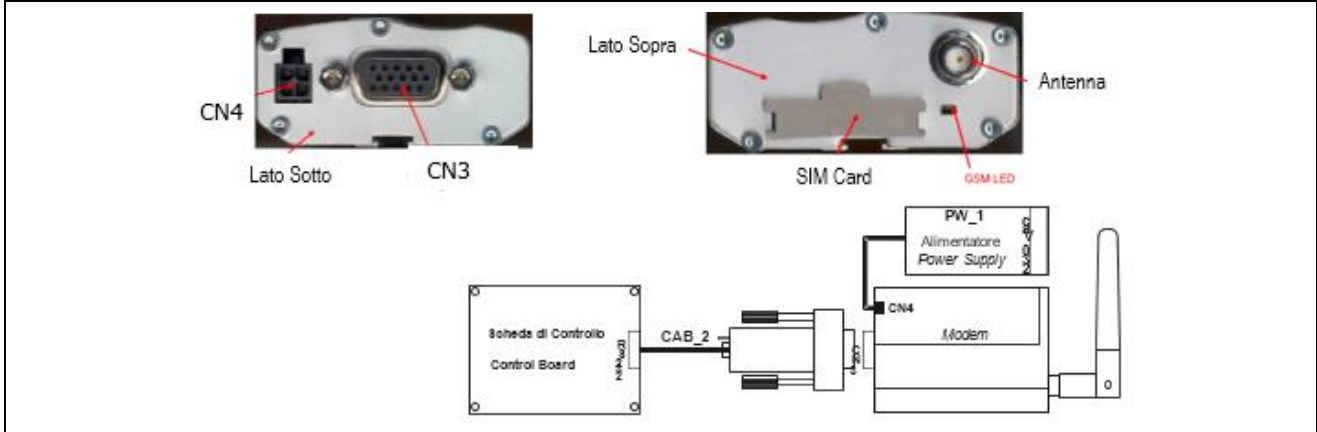 CN4
Lato Sotto
CN3
Lato Sopra
Antenna
SIM Card
GSM LED
PW_1
Alimentatore
Power Supply
CN4
Modem
Scheda di Controllo
Control Board
CAB_2